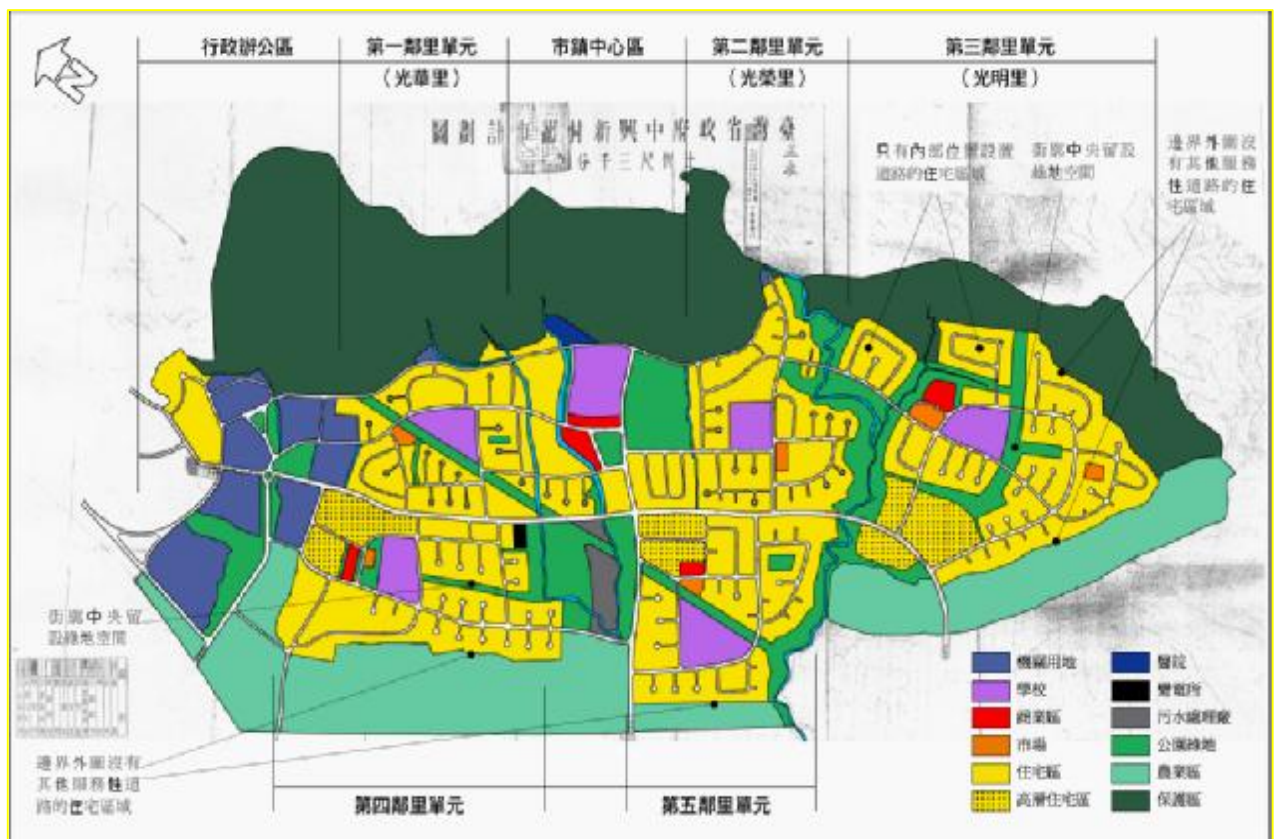 行政辦公區
第一鄰里單元
市鎮中心區
第二鄰里單元
第三鄰里單元
(光華里)
(光榮里)
(光明里)
圖劃計 村新興中府政省灣臺
只有內部位置設置
道路的住宅區域
街廓中央留設
綠地空間
邊界外圍沒
有其他服務
性道路的住
宅區域
街廓中央留
設綠地空間
邊界外圍沒有
其他服務性道
路的住宅區域
第四鄰里單元
第五鄰里單元
機關用地
學校
商業區
市場
住宅區
高層住宅區
醫院
變電所
污水處理廠
公園綠地
農業區
保護區